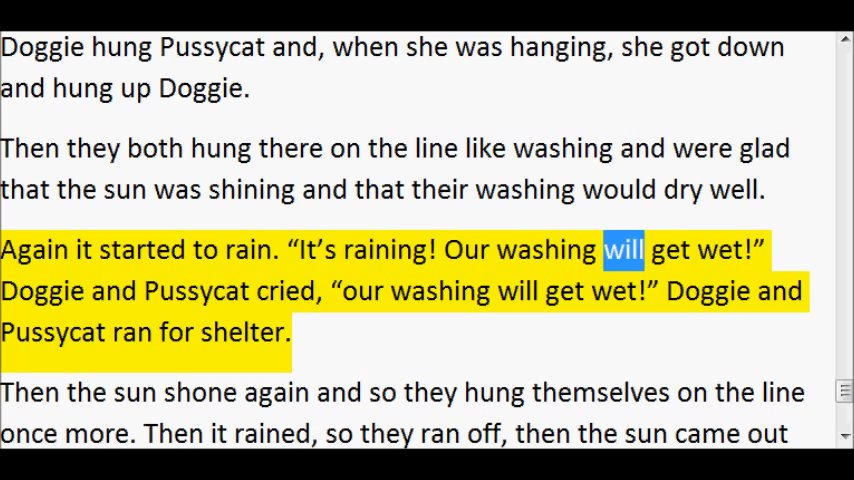 Doggie hung Pussycat and, when she was hanging, she got down
and hung up Doggie.
Then they both hung there on the line like washing and were glad
that the sun was shining and that their washing would dry well.
Again it started to rain. “It’s raining! Our washing will get wet!”
Doggie and Pussycat cried, “our washing will get wet!” Doggie and
Pussycat ran for shelter.
Then the sun shone again and so they hung themselves on the line
once more. Then it rained, so they ran off, then the sun came out